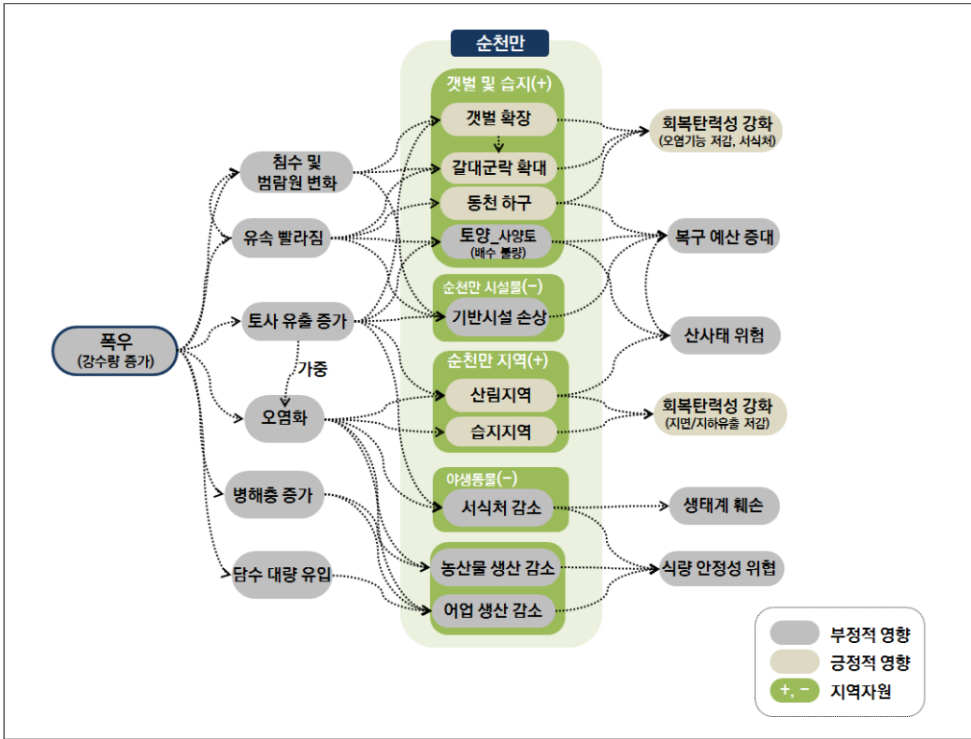 순천만
갯벌 및 습지(+)
갯벌 확장
갈대군락 확대
동천 하구
토양_사양토
(배수 불량)
순천만 시설물(−)
기반시설 손상
순천만 지역(+)
산림지역
습지지역
야생동물(−)
서식처 감소
농산물 생산 감소
어업 생산 감소
폭우
(강수량 증가)
침수 및
범람원 변화
유속 빨라짐
토사 유출 증가
가중
오염화
병해충 증가
담수 대량 유입
회복탄력성 강화
(오염기능 저감, 서식처)
복구 예산 증대
산사태 위험
회복탄력성 강화
(지면/지하유출 저감)
생태계 훼손
식량 안정성 위협
부정적 영향
긍정적 영향
+, − 지역자원